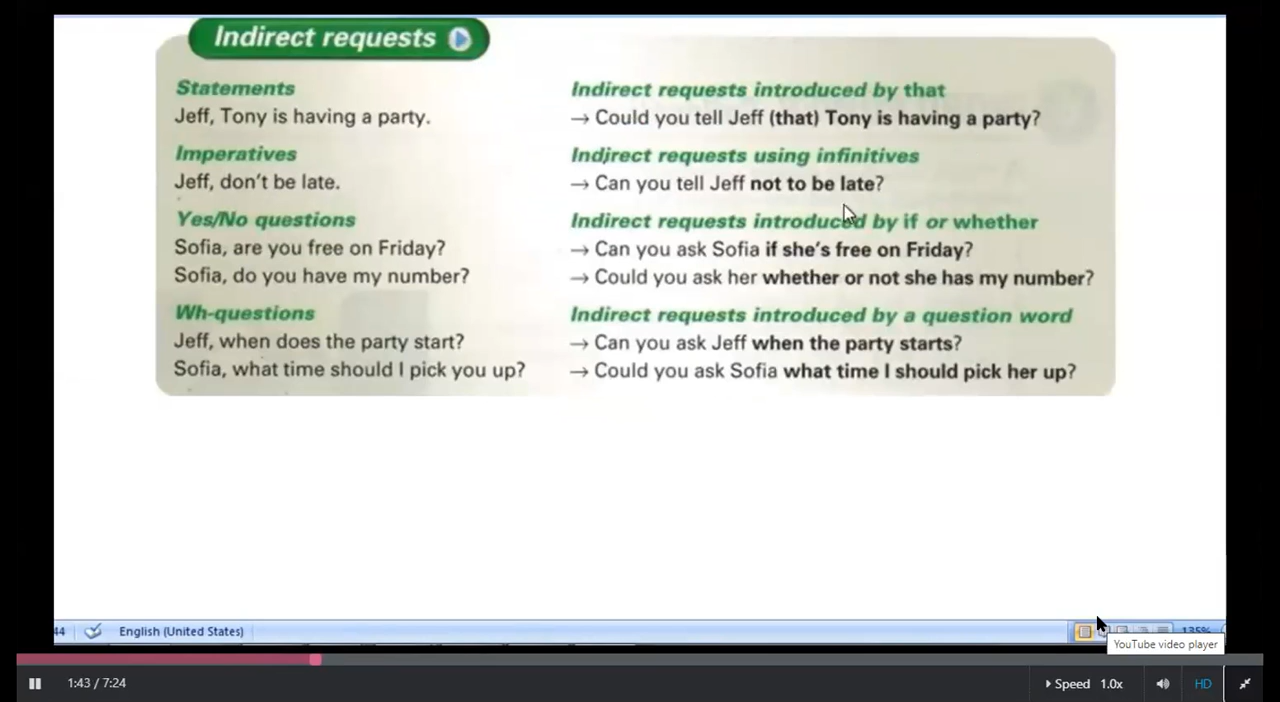 Indirect requests
Statements
Jeff, Tony is having a party.
Indirect requests introduced by that
→ Could you tell Jeff (that) Tony is having a party?
Imperatives
Jeff, don't be late.
Indirect requests using infinitives
→ Can you tell Jeff not to be late?
Yes/No questions
Sofia, are you free on Friday?
Sofia, do you have my number?
Indirect requests introduced by if or whether
→ Can you ask Sofia if she's free on Friday?
→ Could you ask her whether or not she has my number?
Wh-questions
Jeff, when does the party start?
Sofia, what time should I pick you up?
Indirect requests introduced by a question word
→ Can you ask Jeff when the party starts?
→ Could you ask Sofia what time I should pick her up?
44 English (United States) 135%
YouTube video player
1:43 / 7:24 Speed 1.0x HD